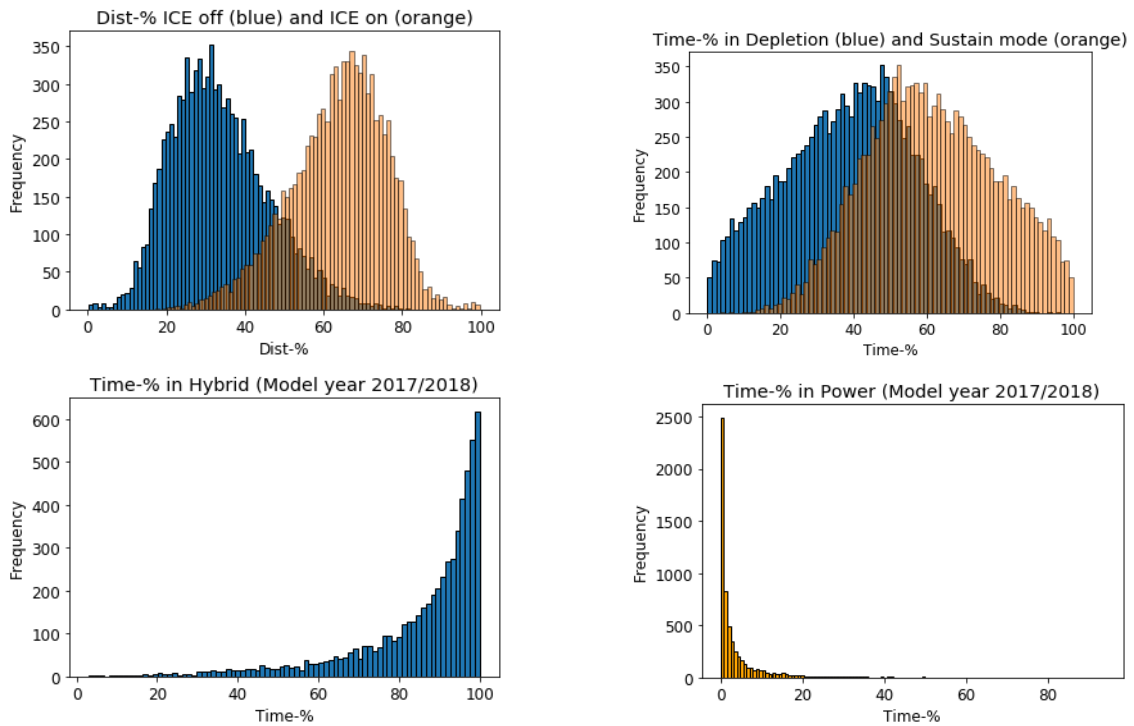 Dist-% ICE off (blue) and ICE on (orange)
350
300
250
200
150
100
50
0
Frequency
0 20 40 60 80 100
Dist-%
Time-% in Depletion (blue) and Sustain mode (orange)
350
300
250
200
150
100
50
0
Frequency
0 20 40 60 80 100
Time-%
Time-% in Hybrid (Model year 2017/2018)
600
500
400
300
200
100
0
Frequency
0 20 40 60 80 100
Time-%
Time-% in Power (Model year 2017/2018)
2500
2000
1500
1000
500
0
Frequency
0 20 40 60 80
Time-%